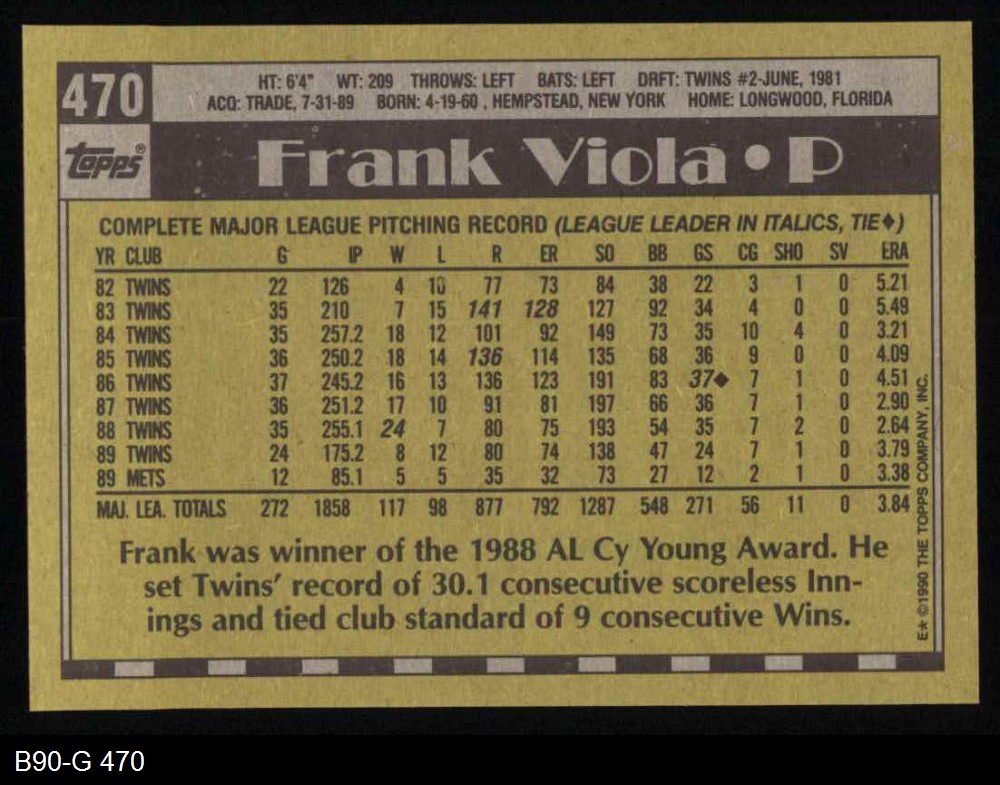 470
HT: 6'4" WT: 209 THROWS: LEFT BATS: LEFT DRFT: TWINS #2-JUNE, 1981
ACQ: TRADE, 7-31-89 BORN: 4-19-60, HEMPSTEAD, NEW YORK HOME: LONGWOOD, FLORIDA
Topps®
Frank Viola • P
COMPLETE MAJOR LEAGUE PITCHING RECORD (LEAGUE LEADER IN ITALICS, TIE♦)
YR CLUB G IP W L R ER SO BB GS CG SHO SV ERA
82 TWINS 22 126 4 10 77 73 84 38 22 3 1 0 5.21
83 TWINS 35 210 7 15 141 128 127 92 34 4 0 0 5.49
84 TWINS 35 257.2 18 12 101 92 149 73 35 10 4 0 3.21
85 TWINS 36 250.2 18 14 136 114 135 68 36 9 0 0 4.09
86 TWINS 37 245.2 16 13 136 123 191 83 37♦ 7 1 0 4.51
87 TWINS 36 251.2 17 10 91 81 197 66 36 7 1 0 2.90
88 TWINS 35 255.1 24 7 80 75 193 54 35 7 2 0 2.64
89 TWINS 24 175.2 8 12 80 74 138 47 24 7 1 0 3.79
89 METS 12 85.1 5 5 35 32 73 27 12 2 1 0 3.38
MAJ. LEA. TOTALS 272 1858 117 98 877 792 1287 548 271 56 11 0 3.84
Frank was winner of the 1988 AL Cy Young Award. He
set Twins' record of 30.1 consecutive scoreless Inn-
ings and tied club standard of 9 consecutive Wins.
E★©1990 THE TOPPS COMPANY, INC.
B90-G 470